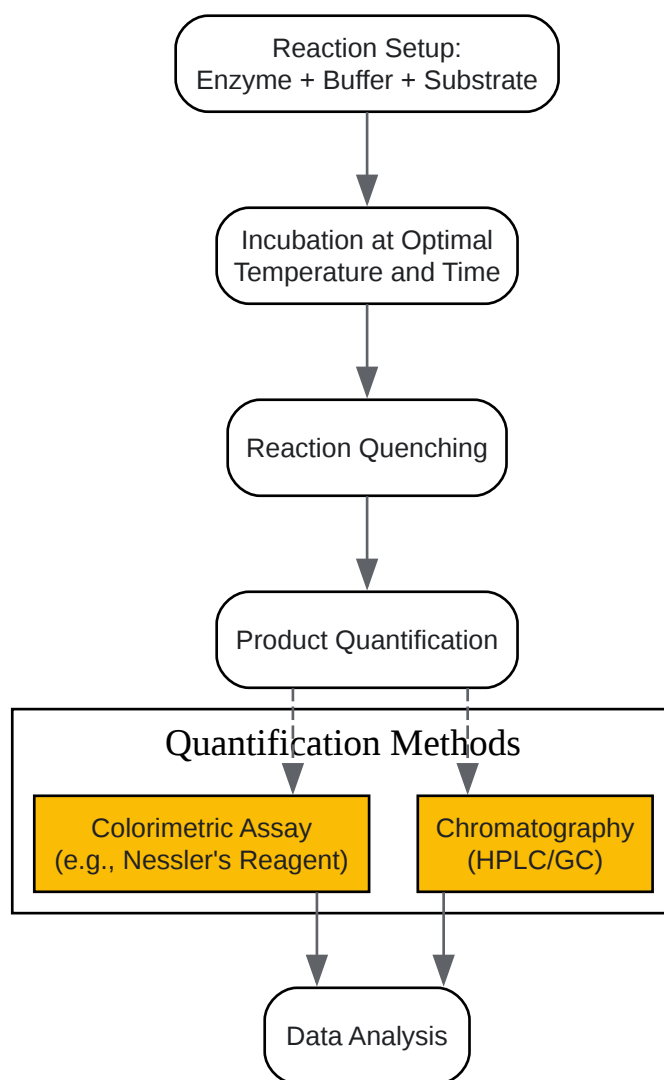 Reaction Setup:
Enzyme + Buffer + Substrate
Incubation at Optimal
Temperature and Time
Reaction Quenching
Product Quantification
Quantification Methods
Colorimetric Assay
(e.g., Nessler's Reagent)
Chromatography
(HPLC/GC)
Data Analysis